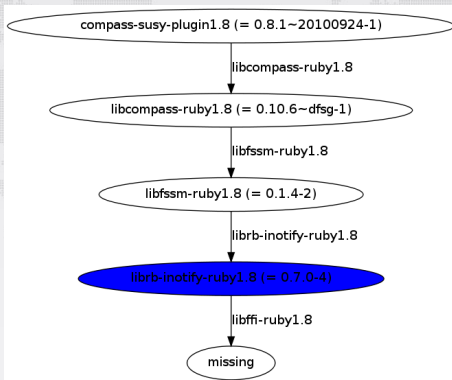 compass-susy-plugin1.8 (= 0.8.1~20100924-1)
libcompass-ruby1.8
libcompass-ruby1.8 (= 0.10.6~dfsg-1)
libfssm-ruby1.8
libfssm-ruby1.8 (= 0.1.4-2)
librb-inotify-ruby1.8
librb-inotify-ruby1.8 (= 0.7.0-4)
libffi-ruby1.8
missing